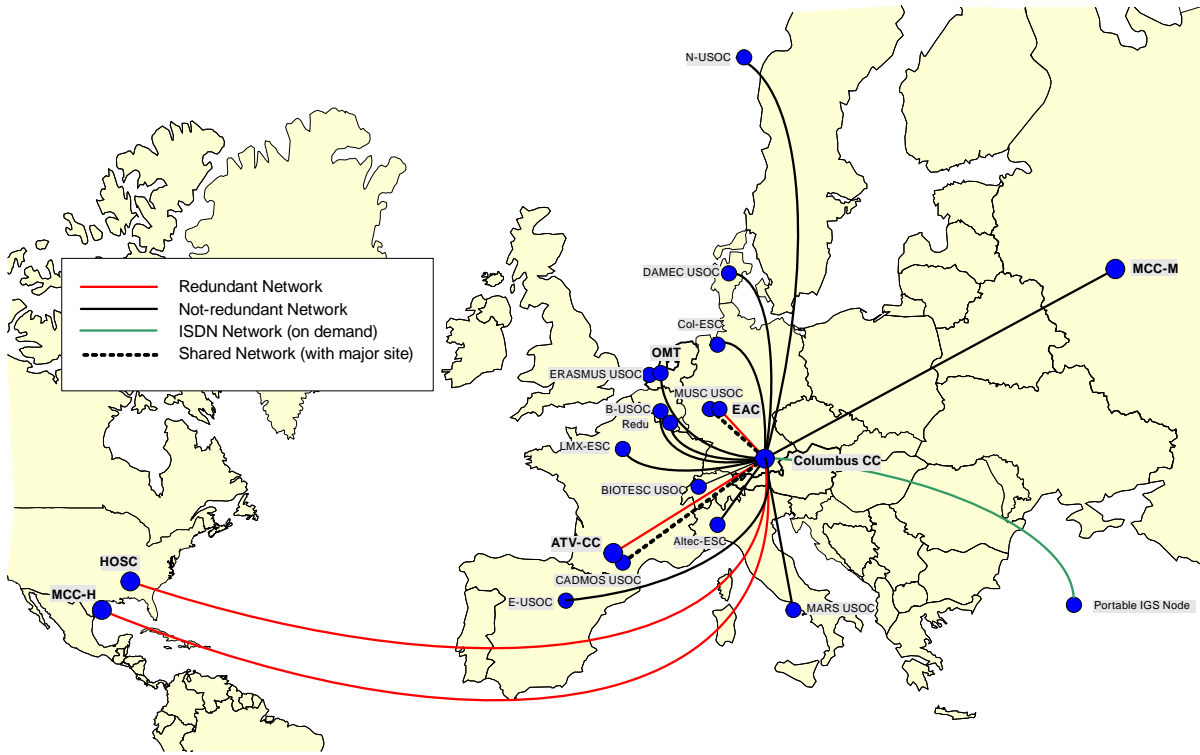 N-USOC
Redundant Network
Not-redundant Network
ISDN Network (on demand)
Shared Network (with major site)
DAMEC USOC
MCC-M
Col-ESC
OMT
ERASMUS USOC
MUSC USOC
EAC
B-USOC
Redu
LMX-ESC
Columbus CC
BIOTESC USOC
ATV-CC
Altec-ESC
HOSC
CADMOS USOC
MCC-H
E-USOC
MARS USOC
Portable IGS Node